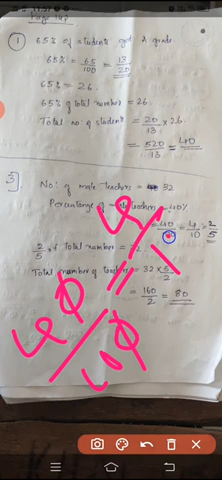 Page 147
① 65% of students got A grade.
65% = 65/100 = 13/20
65% = 26.
65% of total number = 26.
Total no: of students = 20/13 × 26.
= 520/13 = 40
3. No: of male teachers = 32
Percentage of teachers = 40%
= 40/ = 4/10 = 2/5
2/5 of Total number = 32.
Total number of teachers = 32 × 5/2
= 160/2 = 80